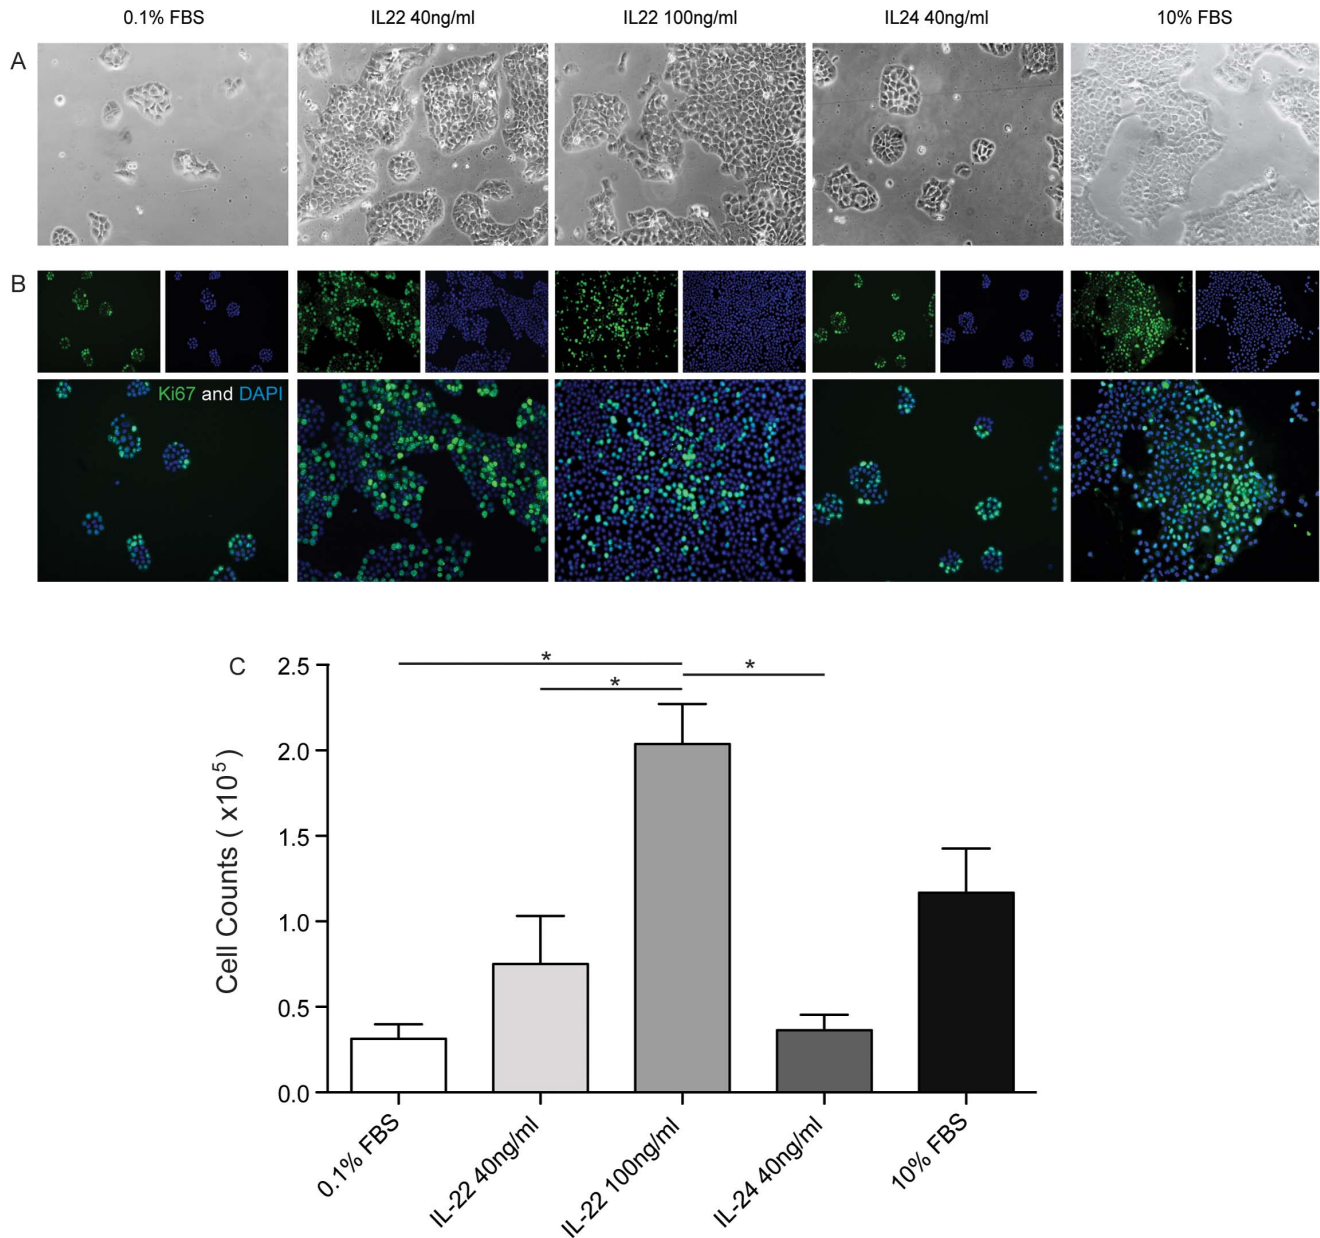 0.1% FBS
IL22 40ng/ml
IL22 100ng/ml
IL24 40ng/ml
10% FBS
A
B
Ki67 and DAPI
C
*
*
*
2.5
2.0
1.5
1.0
0.5
0.0
Cell Counts ( x10⁵)
0.1% FBS
IL-22 40ng/ml
IL-22 100ng/ml
IL-24 40ng/ml
10% FBS